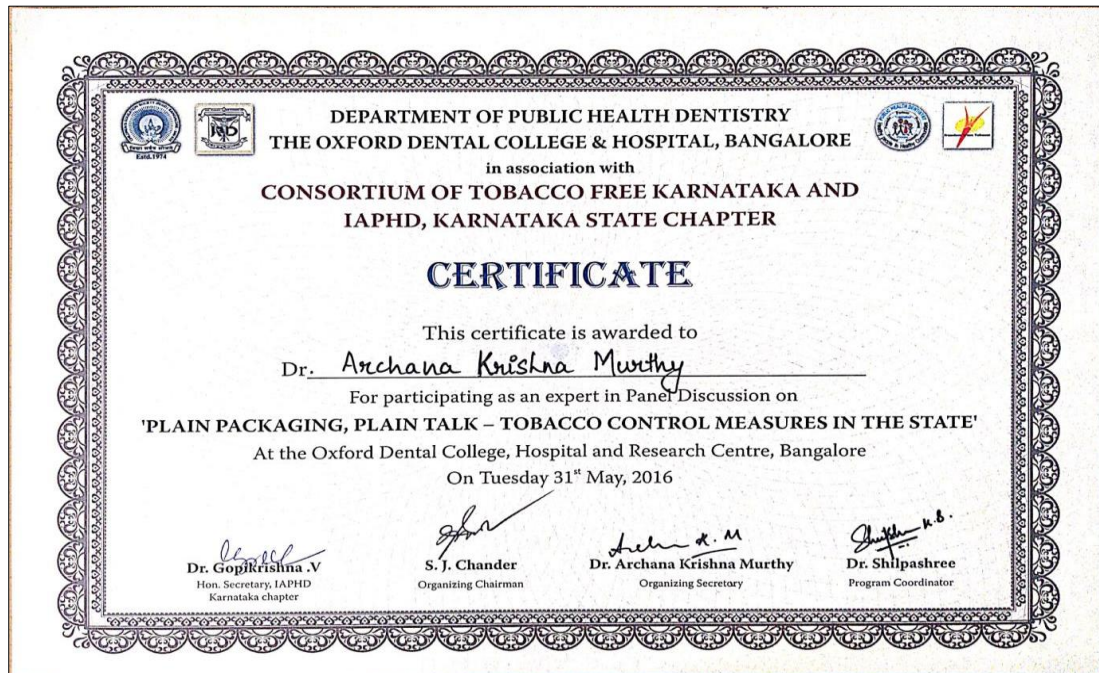 DEPARTMENT OF PUBLIC HEALTH DENTISTRY
THE OXFORD DENTAL COLLEGE & HOSPITAL, BANGALORE
in association with
CONSORTIUM OF TOBACCO FREE KARNATAKA AND
IAPHD, KARNATAKA STATE CHAPTER
Estd.1974
CERTIFICATE
This certificate is awarded to
Dr. Archana Krishna Murthy
For participating as an expert in Panel Discussion on
'PLAIN PACKAGING, PLAIN TALK – TOBACCO CONTROL MEASURES IN THE STATE'
At the Oxford Dental College, Hospital and Research Centre, Bangalore
On Tuesday 31st May, 2016
Dr. Gopikrishna .V
Hon. Secretary, IAPHD
Karnataka chapter
S. J. Chander
Organizing Chairman
Dr. Archana Krishna Murthy
Organizing Secretary
Dr. Shilpashree
Program Coordinator